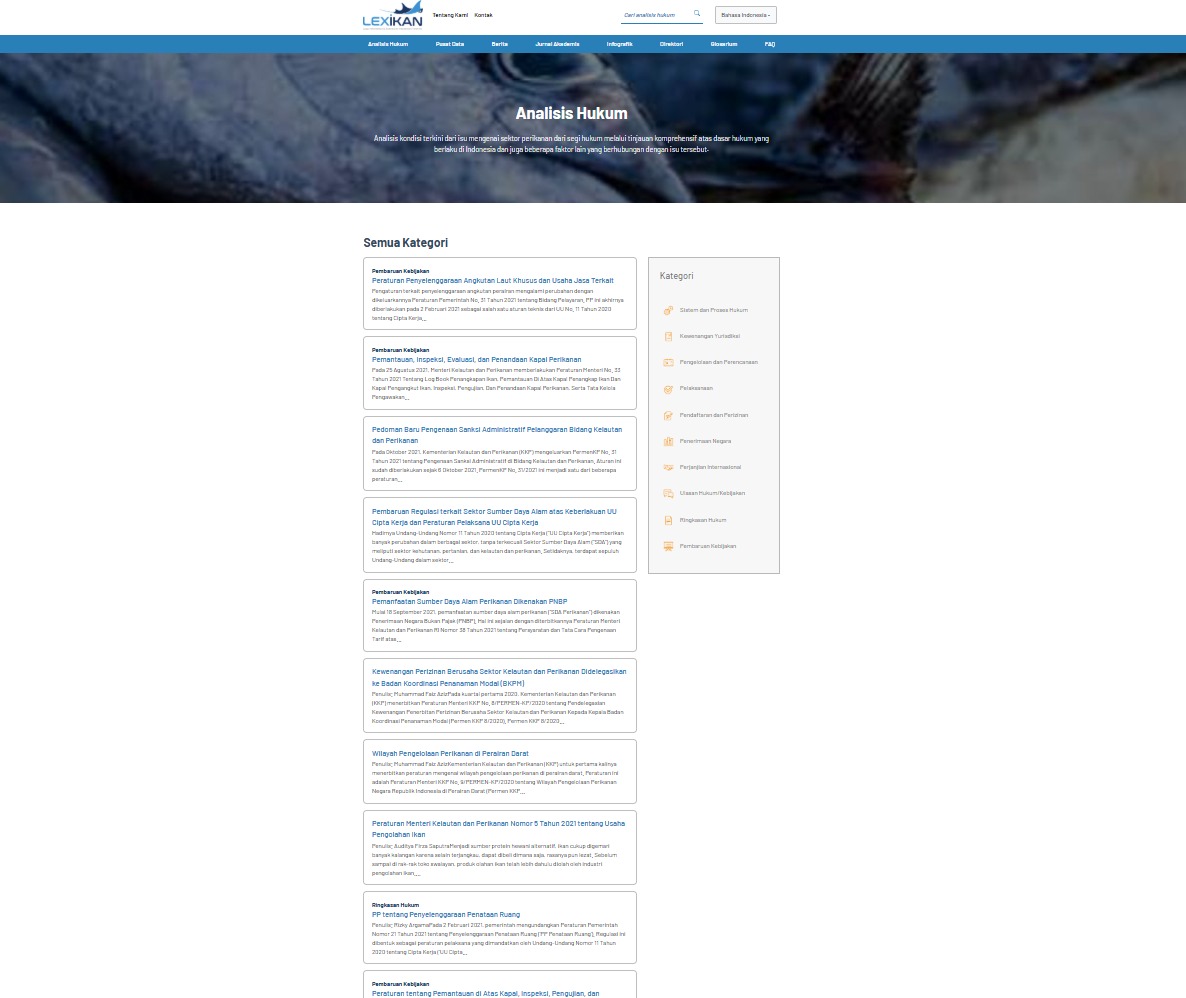 LEXIKAN
Tentang Kami
Kontak
Cari analisis hukum
Bahasa Indonesia
Analisis Hukum
Pusat Data
Berita
Jurnal Akademis
Infografik
Direktori
Glosarium
FAQ
Analisis Hukum
Analisis kondisi terkini dari isu mengenai sektor perikanan dari segi hukum melalui tinjauan komprehensif atas dasar hukum yang
berlaku di Indonesia dan juga beberapa faktor lain yang berhubungan dengan isu tersebut.
Semua Kategori
Pembaruan Kebijakan
Peraturan Penyelenggaraan Angkutan Laut Khusus dan Usaha Jasa Terkait
Pengaturan terkait penyelenggaraan angkutan perairan mengalami perubahan dengan
dikeluarkannya Peraturan Pemerintah No. 31 Tahun 2021 tentang Bidang Pelayaran. PP ini akhirnya
diberlakukan pada 2 Februari 2021 sebagai salah satu aturan teknis dari UU No. 11 Tahun 2020
tentang Cipta Kerja...
Pembaruan Kebijakan
Pemantauan, Inspeksi, Evaluasi, dan Penandaan Kapal Perikanan
Pada 25 Agustus 2021, Menteri Kelautan dan Perikanan memberlakukan Peraturan Menteri No. 33
Tahun 2021 Tentang Log Book Penangkapan Ikan, Pemantauan Di Atas Kapal Penangkap Ikan Dan
Kapal Pengangkut Ikan, Inspeksi, Pengujian, Dan Penandaan Kapal Perikanan, Serta Tata Kelola
Pengawakan...
Pedoman Baru Pengenaan Sanksi Administratif Pelanggaran Bidang Kelautan
dan Perikanan
Pada Oktober 2021, Kementerian Kelautan dan Perikanan (KKP) mengeluarkan PermenKP No. 31
Tahun 2021 tentang Pengenaan Sanksi Administratif di Bidang Kelautan dan Perikanan. Aturan ini
sudah diberlakukan sejak 6 Oktober 2021. PermenKP No. 31/2021 ini menjadi satu dari beberapa
peraturan...
Pembaruan Regulasi terkait Sektor Sumber Daya Alam atas Keberlakuan UU
Cipta Kerja dan Peraturan Pelaksana UU Cipta Kerja
Hadirnya Undang-Undang Nomor 11 Tahun 2020 tentang Cipta Kerja ("UU Cipta Kerja") memberikan
banyak perubahan dalam berbagai sektor, tanpa terkecuali Sektor Sumber Daya Alam ("SDA") yang
meliputi sektor kehutanan, pertanian, dan kelautan dan perikanan. Setidaknya, terdapat sepuluh
Undang-Undang dalam sektor...
Pembaruan Kebijakan
Pemanfaatan Sumber Daya Alam Perikanan Dikenakan PNBP
Mulai 18 September 2021, pemanfaatan sumber daya alam perikanan ("SDA Perikanan") dikenakan
Penerimaan Negara Bukan Pajak (PNBP). Hal ini sejalan dengan diterbitkannya Peraturan Menteri
Kelautan dan Perikanan RI Nomor 38 Tahun 2021 tentang Persyaratan dan Tata Cara Pengenaan
Tarif atas...
Kewenangan Perizinan Berusaha Sektor Kelautan dan Perikanan Didelegasikan
ke Badan Koordinasi Penanaman Modal (BKPM)
Penulis: Muhammad Faiz AzizPada kuartal pertama 2020, Kementerian Kelautan dan Perikanan
(KKP) menerbitkan Peraturan Menteri KKP No. 8/PERMEN-KP/2020 tentang Pendelegasian
Kewenangan Penerbitan Perizinan Berusaha Sektor Kelautan dan Perikanan Kepada Kepala Badan
Koordinasi Penanaman Modal (Permen KKP 8/2020). Permen KKP 8/2020...
Wilayah Pengelolaan Perikanan di Perairan Darat
Penulis: Muhammad Faiz AzizKementerian Kelautan dan Perikanan (KKP) untuk pertama kalinya
menerbitkan peraturan mengenai wilayah pengelolaan perikanan di perairan darat. Peraturan ini
adalah Peraturan Menteri KKP No. 9/PERMEN-KP/2020 tentang Wilayah Pengelolaan Perikanan
Negara Republik Indonesia di Perairan Darat (Permen KKP...
Peraturan Menteri Kelautan dan Perikanan Nomor 5 Tahun 2021 tentang Usaha
Pengolahan Ikan
Penulis: Auditya Firza SaputraMenjadi sumber protein hewani alternatif, ikan cukup digemari
banyak kalangan karena selain terjangkau, dapat dibeli dimana saja, rasanya pun lezat. Sebelum
sampai di rak-rak toko swalayan, produk olahan ikan telah lebih dahulu diolah oleh industri
pengolahan ikan....
Ringkasan Hukum
PP tentang Penyelenggaraan Penataan Ruang
Penulis: Rizky ArgamaPada 2 Februari 2021, pemerintah mengundangkan Peraturan Pemerintah
Nomor 21 Tahun 2021 tentang Penyelenggaraan Penataan Ruang ('PP Penataan Ruang'). Regulasi ini
dibentuk sebagai peraturan pelaksana yang dimandatkan oleh Undang-Undang Nomor 11 Tahun
2020 tentang Cipta Kerja ('UU Cipta...
Pembaruan Kebijakan
Peraturan tentang Pemantauan di Atas Kapal, Inspeksi, Pengujian, dan
Kategori
Sistem dan Proses Hukum
Kewenangan Yurisdiksi
Pengelolaan dan Perencanaan
Pelaksanaan
Pendaftaran dan Perizinan
Penerimaan Negara
Perjanjian Internasional
Ulasan Hukum/Kebijakan
Ringkasan Hukum
Pembaruan Kebijakan